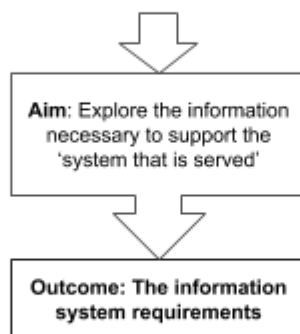 Aim: Explore the information
necessary to support the
‘system that is served’
Outcome: The information
system requirements